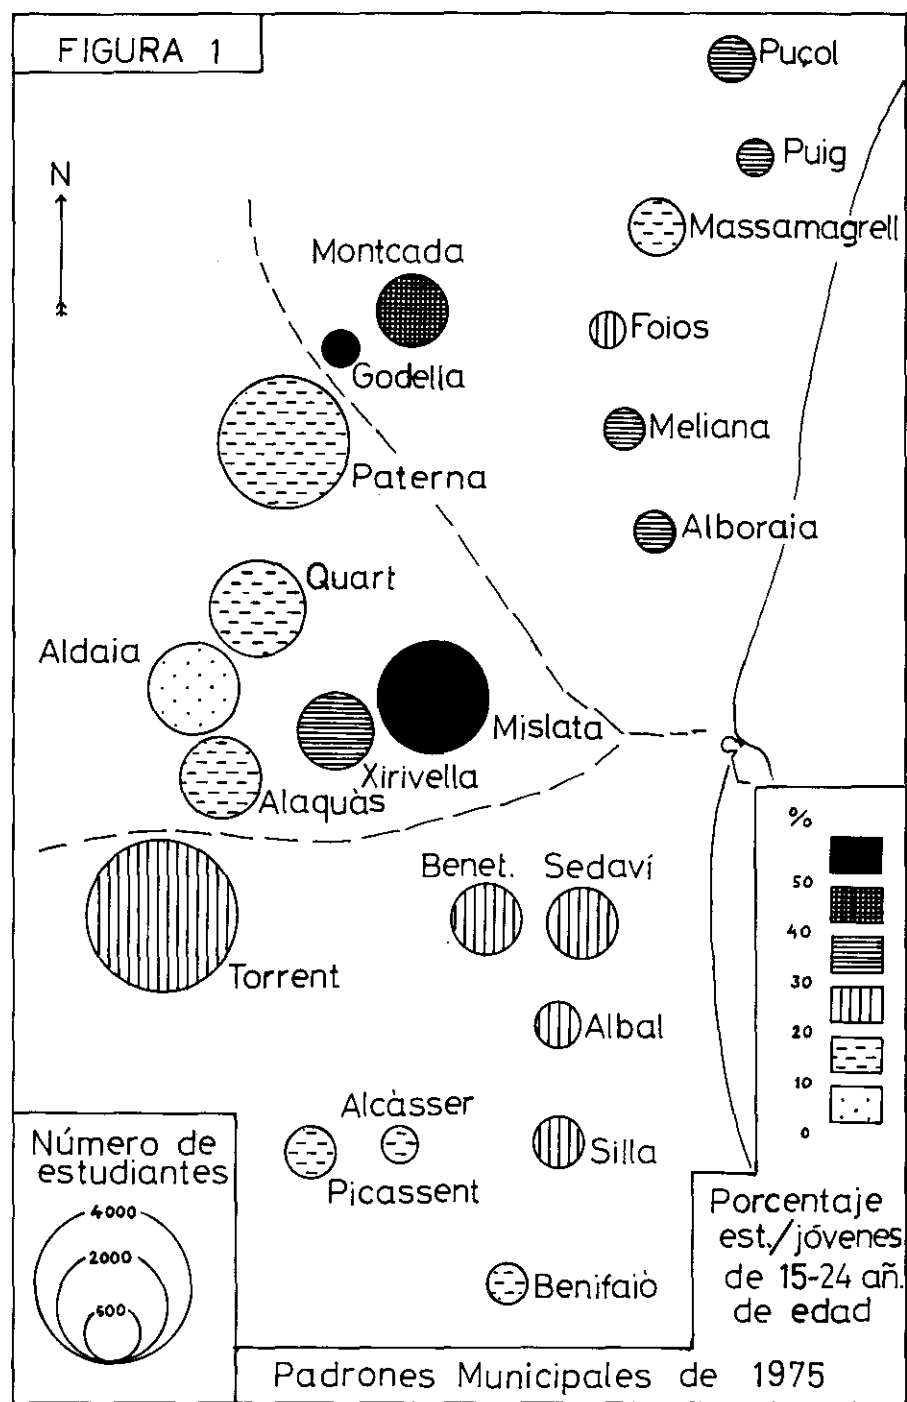 FIGURA 1
Puçol
N
Puig
Massamagrell
Montcada
Foios
Godella
Meliana
Paterna
Alboraia
Quart
Aldaia
Mislata
Xirivella
Alaquàs
%
50
40
30
20
10
0
Benet. Sedaví
Torrent
Albal
Alcàsser
Silla
Picassent
Benifaiò
Número de
estudiantes
4000
2000
500
Porcentaje
est./jóvenes
de 15-24 añ.
de edad
Padrones Municipales de 1975